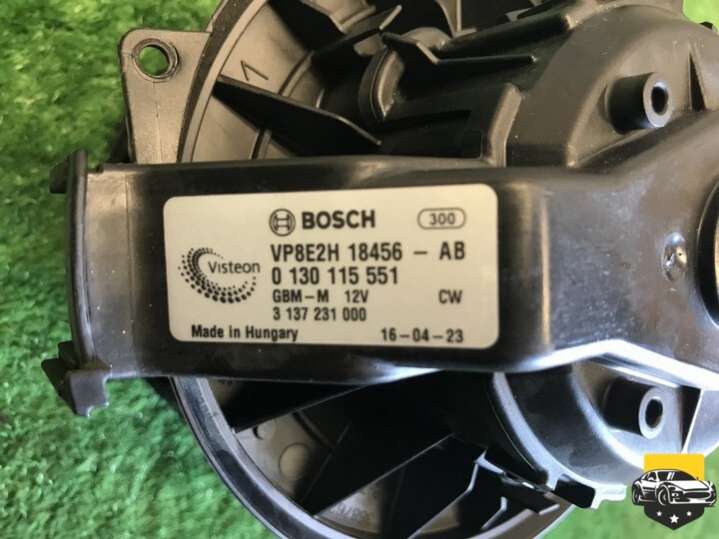 BOSCH 300
Visteon
VP8E2H 18456 - AB
0 130 115 551
GBM-M 12V CW
3 137 231 000
Made in Hungary 16-04-23